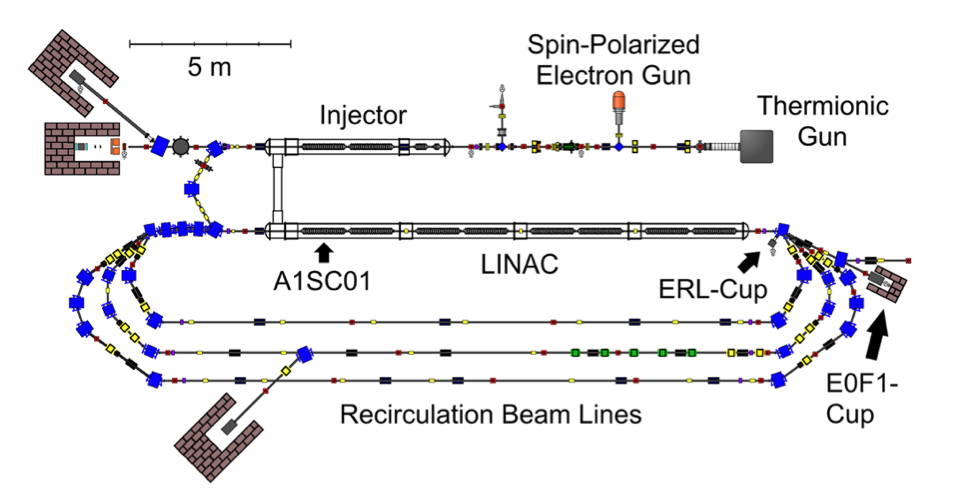 5 m
Injector
Spin-Polarized
Electron Gun
Thermionic
Gun
A1SC01
LINAC
ERL-Cup
E0F1-
Cup
Recirculation Beam Lines